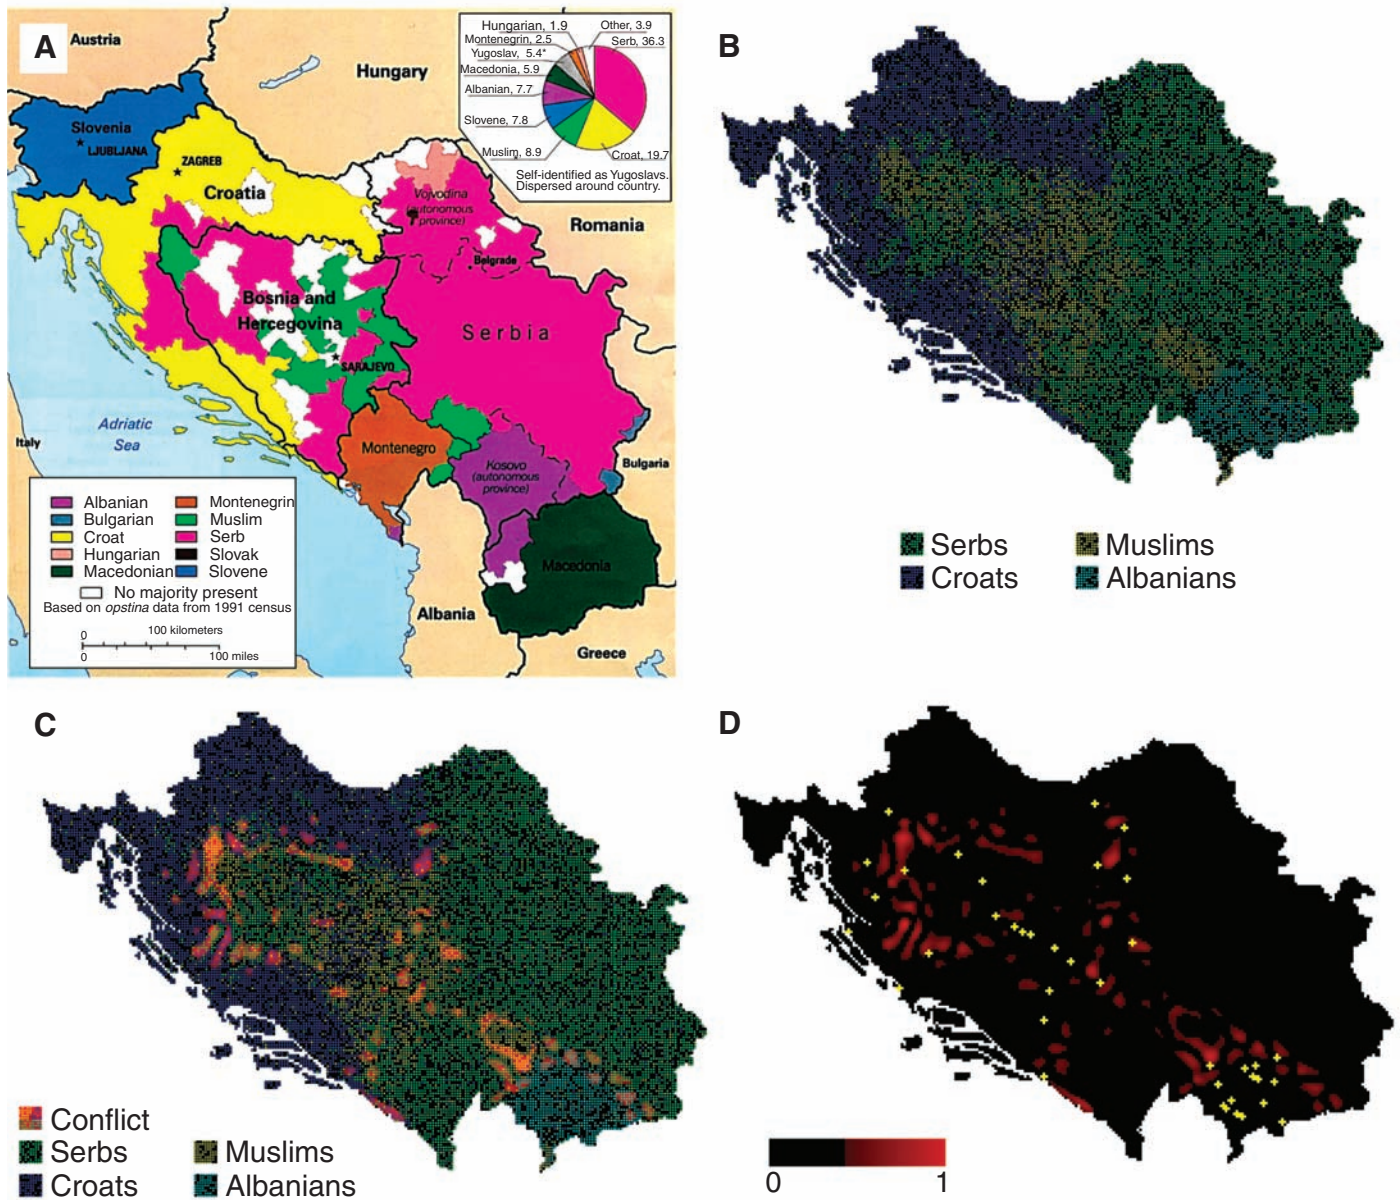 A
Austria
Hungary
Slovenia
LJUBLJANA
ZAGREB
Croatia
Vojvodina
(autonomous
province)
Romania
Belgrade
Bosnia and
Hercegovina
Serbia
SARAJEVO
Adriatic
Sea
Italy
Montenegro
Kosovo
(autonomous
province)
Bulgaria
Macedonia
Albania
Greece
Hungarian, 1.9
Other, 3.9
Montenegrin, 2.5
Serb, 36.3
Yugoslav, 5.4*
Macedonia, 5.9
Albanian, 7.7
Slovene, 7.8
Muslim, 8.9
Croat, 19.7
Self-identified as Yugoslavs.
Dispersed around country.
Albanian
Montenegrin
Bulgarian
Muslim
Croat
Serb
Hungarian
Slovak
Macedonian
Slovene
No majority present
Based on opstina data from 1991 census
0
100 kilometers
0
100 miles
B
Serbs
Muslims
Croats
Albanians
C
Conflict
Serbs
Muslims
Croats
Albanians
D
0
1